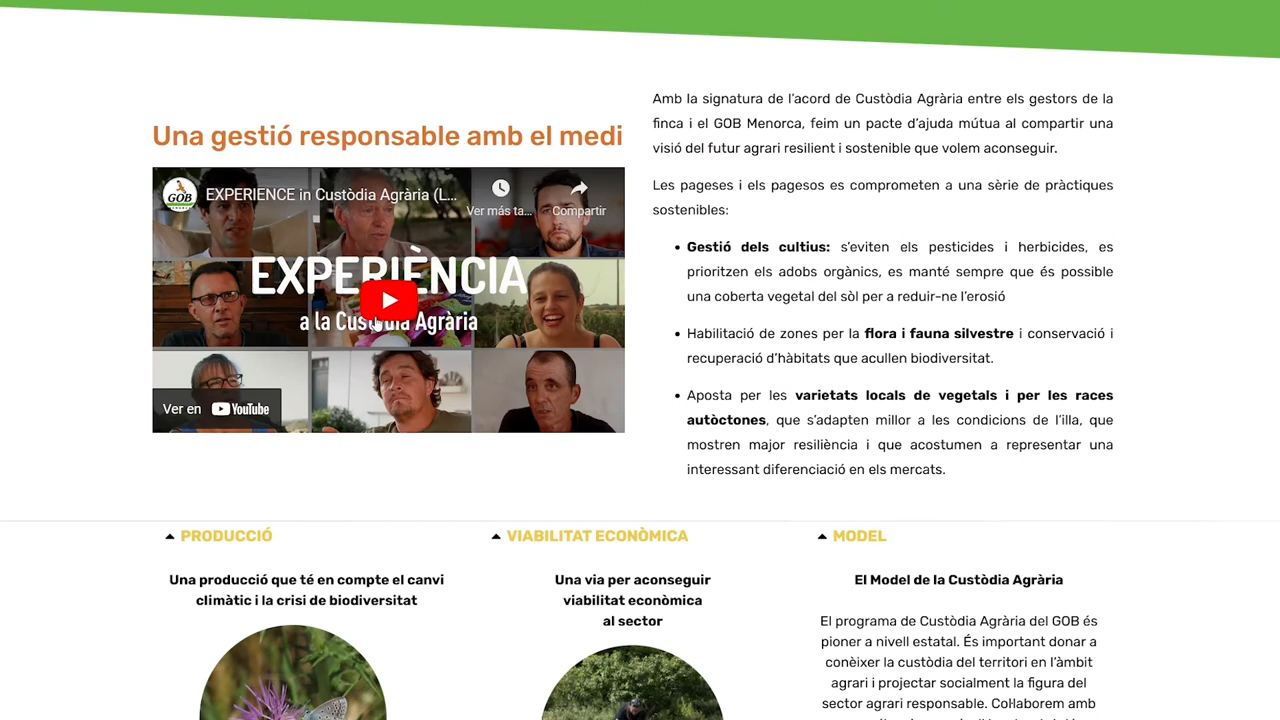 Una gestió responsable amb el medi
GOB
EXPERIENCE in Custòdia Agrària (L...
Ver más ta...
Compartir
EXPERIÈNCIA
a la Custòdia Agrària
Ver en YouTube
Amb la signatura de l'acord de Custòdia Agrària entre els gestors de la
finca i el GOB Menorca, feim un pacte d'ajuda mútua al compartir una
visió del futur agrari resilient i sostenible que volem aconseguir.
Les pageses i els pagesos es comprometen a una sèrie de pràctiques
sostenibles:
• Gestió dels cultius: s'eviten els pesticides i herbicides, es
prioritzen els adobs orgànics, es manté sempre que és possible
una coberta vegetal del sòl per a reduir-ne l'erosió
• Habilitació de zones per la flora i fauna silvestre i conservació i
recuperació d'hàbitats que acullen biodiversitat.
• Aposta per les varietats locals de vegetals i per les races
autòctones, que s'adapten millor a les condicions de l'illa, que
mostren major resiliència i que acostumen a representar una
interessant diferenciació en els mercats.
PRODUCCIÓ
Una producció que té en compte el canvi
climàtic i la crisi de biodiversitat
VIABILITAT ECONÒMICA
Una via per aconseguir
viabilitat econòmica
al sector
MODEL
El Model de la Custòdia Agrària
El programa de Custòdia Agrària del GOB és
pioner a nivell estatal. És important donar a
conèixer la custòdia del territori en l'àmbit
agrari i projectar socialment la figura del
sector agrari responsable. Col·laborem amb